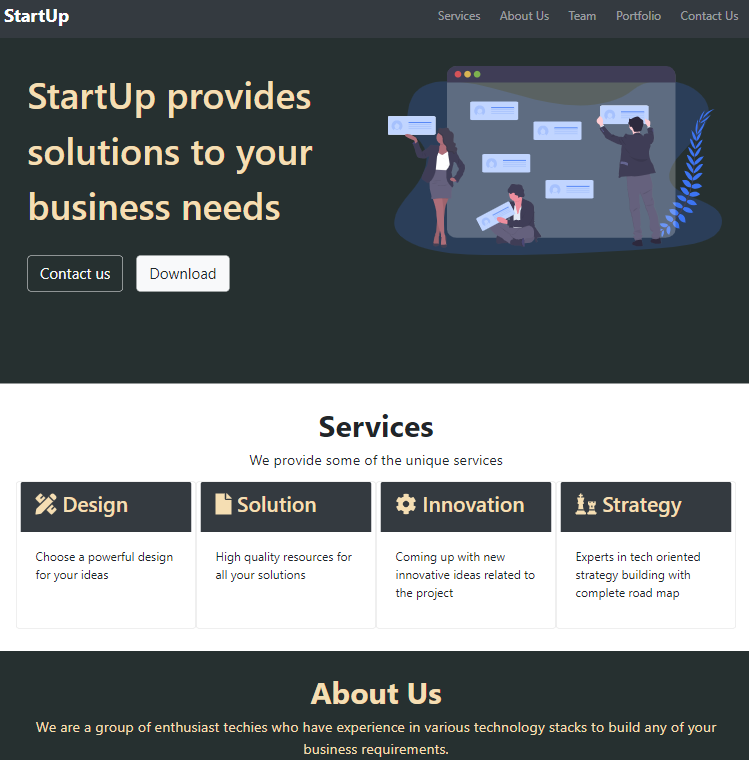 StartUp
Services About Us Team Portfolio Contact Us
StartUp provides
solutions to your
business needs
Contact us Download
Services
We provide some of the unique services
Design
Choose a powerful design
for your ideas
Solution
High quality resources for
all your solutions
Innovation
Coming up with new
innovative ideas related to
the project
Strategy
Experts in tech oriented
strategy building with
complete road map
About Us
We are a group of enthusiast techies who have experience in various technology stacks to build any of your
business requirements.